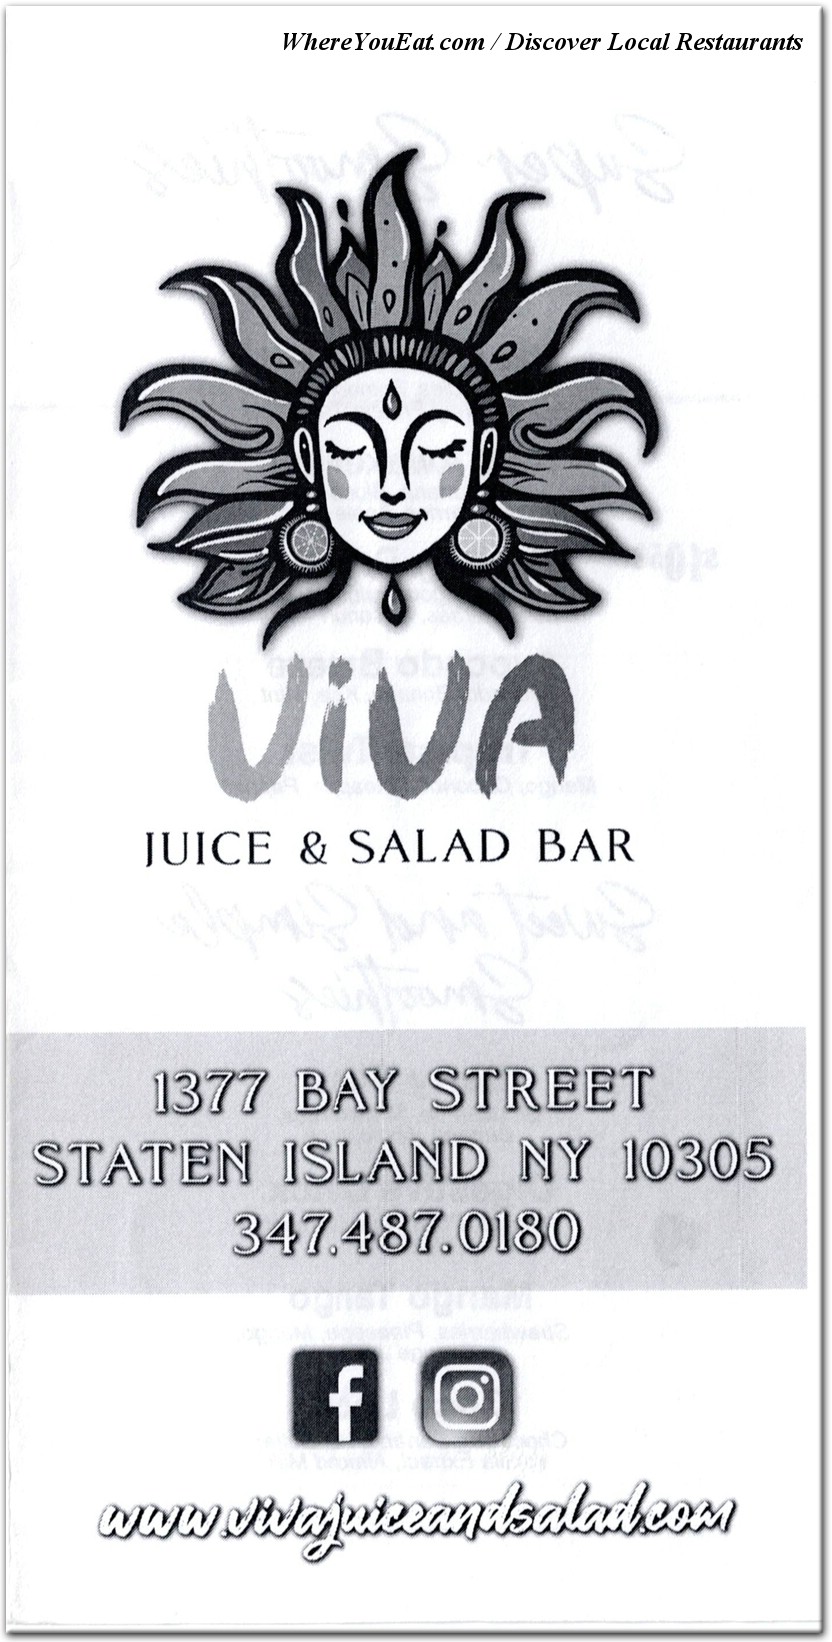 WhereYouEat.com / Discover Local Restaurants
ViVA
JUICE & SALAD BAR
1377 BAY STREET
STATEN ISLAND NY 10305
347.487.0180
www.vivajuiceandsalad.com